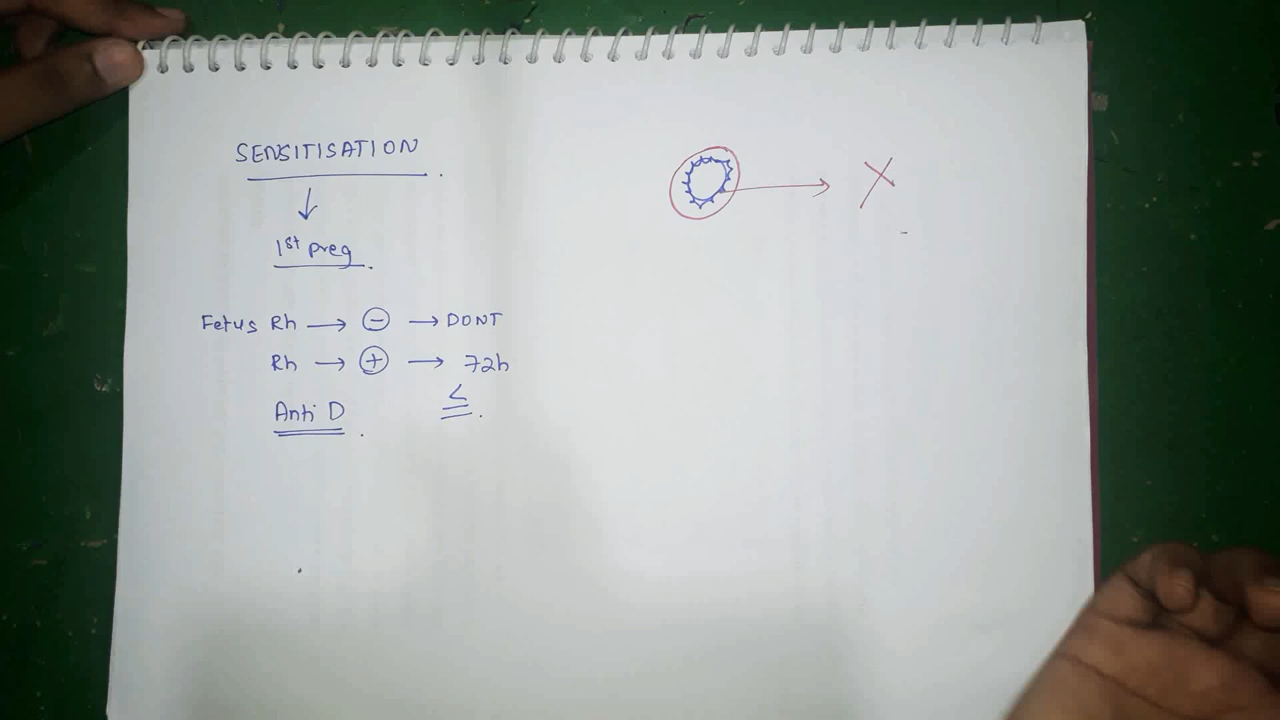 SENSITISATION
↓
1st preg
Fetus Rh → ⊖ → DONT
Rh → ⊕ → 72h
<
Anti D